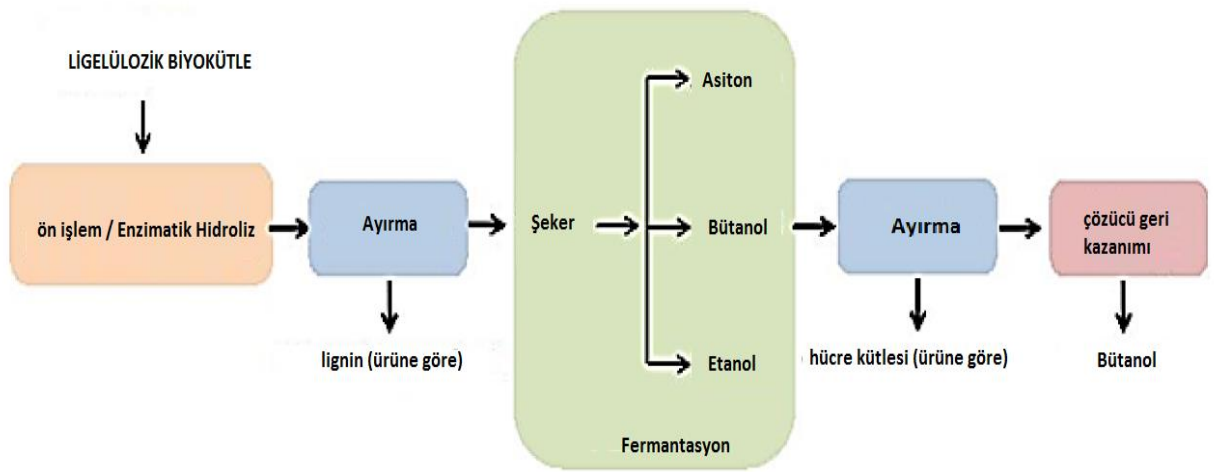 LİGELÜLOZİK BİYOKÜTLE
ön işlem / Enzimatik Hidroliz
Ayırma
lignin (ürüne göre)
Şeker
Asiton
Bütanol
Etanol
Fermantasyon
Ayırma
hücre kütlesi (ürüne göre)
çözücü geri
kazanımı
Bütanol